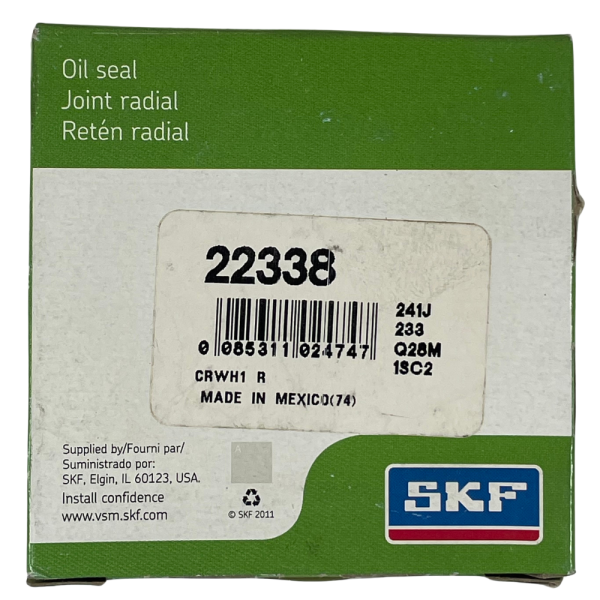 Oil seal
Joint radial
Retén radial
22338
0 085311 024747
241J
233
Q28M
1SC2
CRWH1 R
MADE IN MEXICO(74)
Supplied by/Fourni par/
Suministrado por:
SKF, Elgin, IL 60123, USA.
Install confidence
www.vsm.skf.com
© SKF 2011
SKF